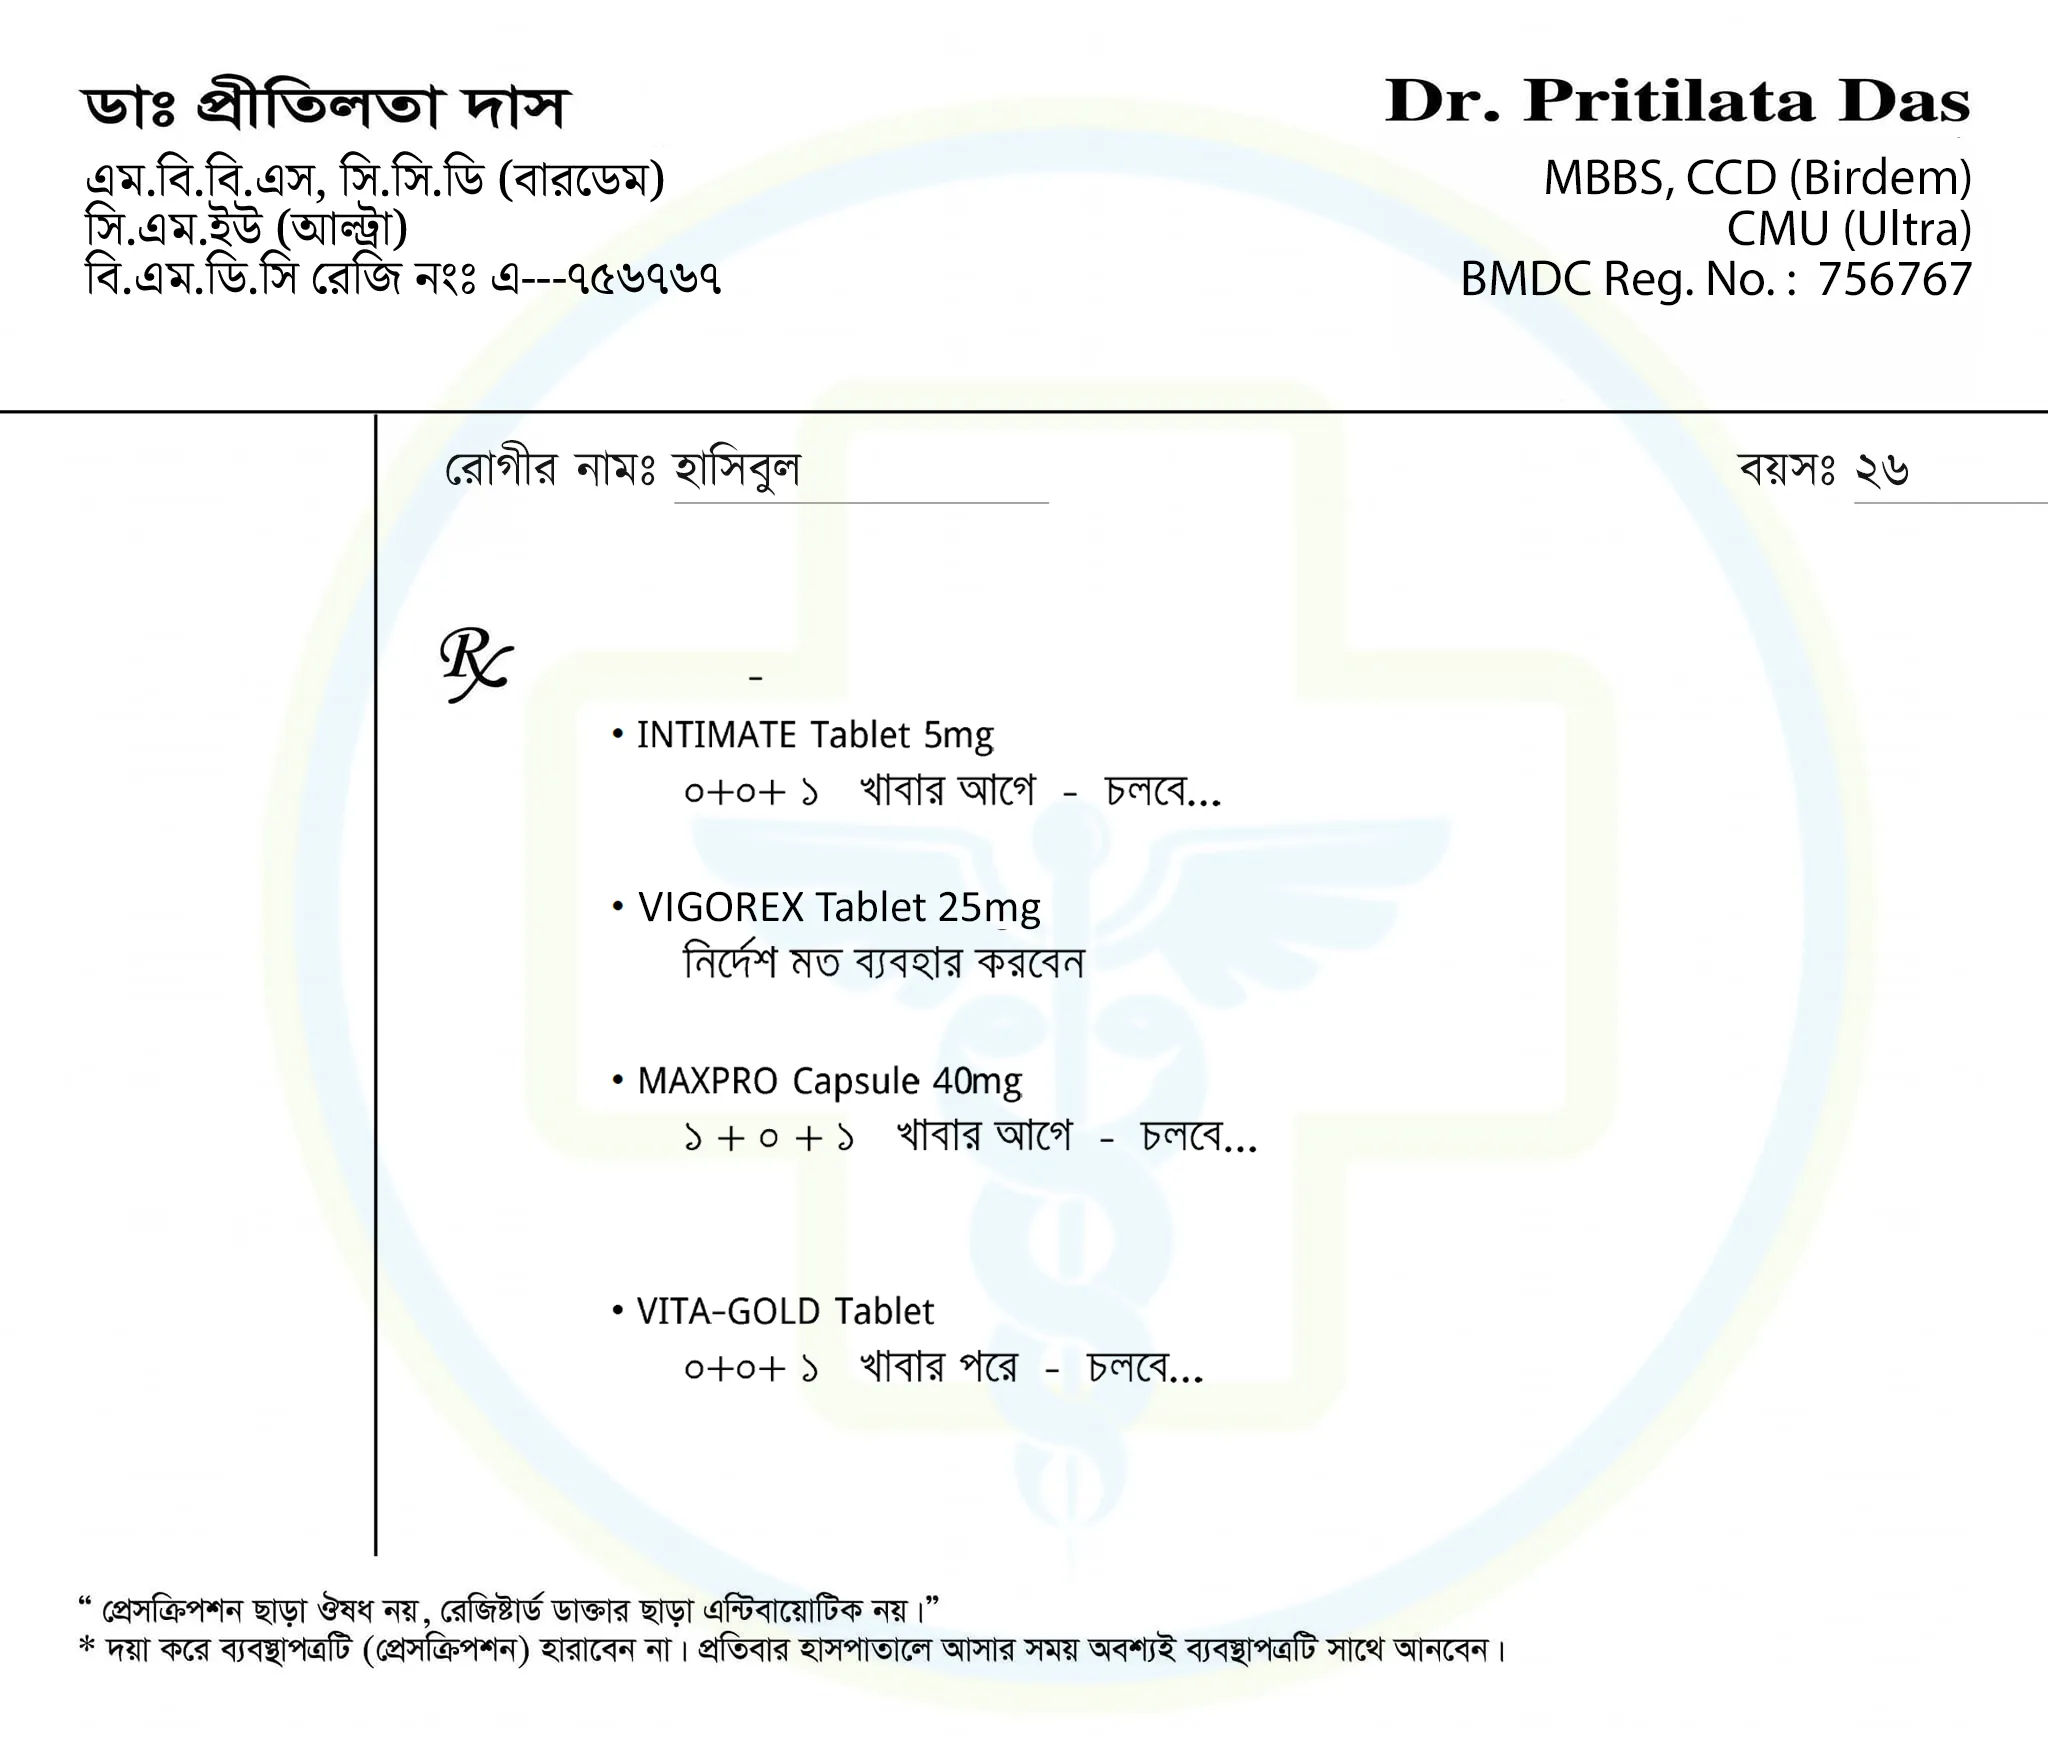 ডাঃ প্রীতিলতা দাস
এম.বি.বি.এস, সি.সি.ডি (বারডেম)
সি.এম.ইউ (আল্ট্রা)
বি.এম.ডি.সি রেজি নংঃ এ---৭৫৬৭৬৭
Dr. Pritilata Das
MBBS, CCD (Birdem)
CMU (Ultra)
BMDC Reg. No. : 756767
রোগীর নামঃ হাসিবুল
বয়সঃ ২৬
℞
-
• INTIMATE Tablet 5mg
০+০+ ১ খাবার আগে - চলবে...
• VIGOREX Tablet 25mg
নির্দেশ মত ব্যবহার করবেন
• MAXPRO Capsule 40mg
১ + ০ + ১ খাবার আগে - চলবে...
• VITA-GOLD Tablet
০+০+ ১ খাবার পরে - চলবে...
“ প্রেসক্রিপশন ছাড়া ঔষধ নয়, রেজিষ্টার্ড ডাক্তার ছাড়া এন্টিবায়োটিক নয়।”
* দয়া করে ব্যবস্থাপত্রটি (প্রেসক্রিপশন) হারাবেন না। প্রতিবার হাসপাতালে আসার সময় অবশ্যই ব্যবস্থাপত্রটি সাথে আনবেন।